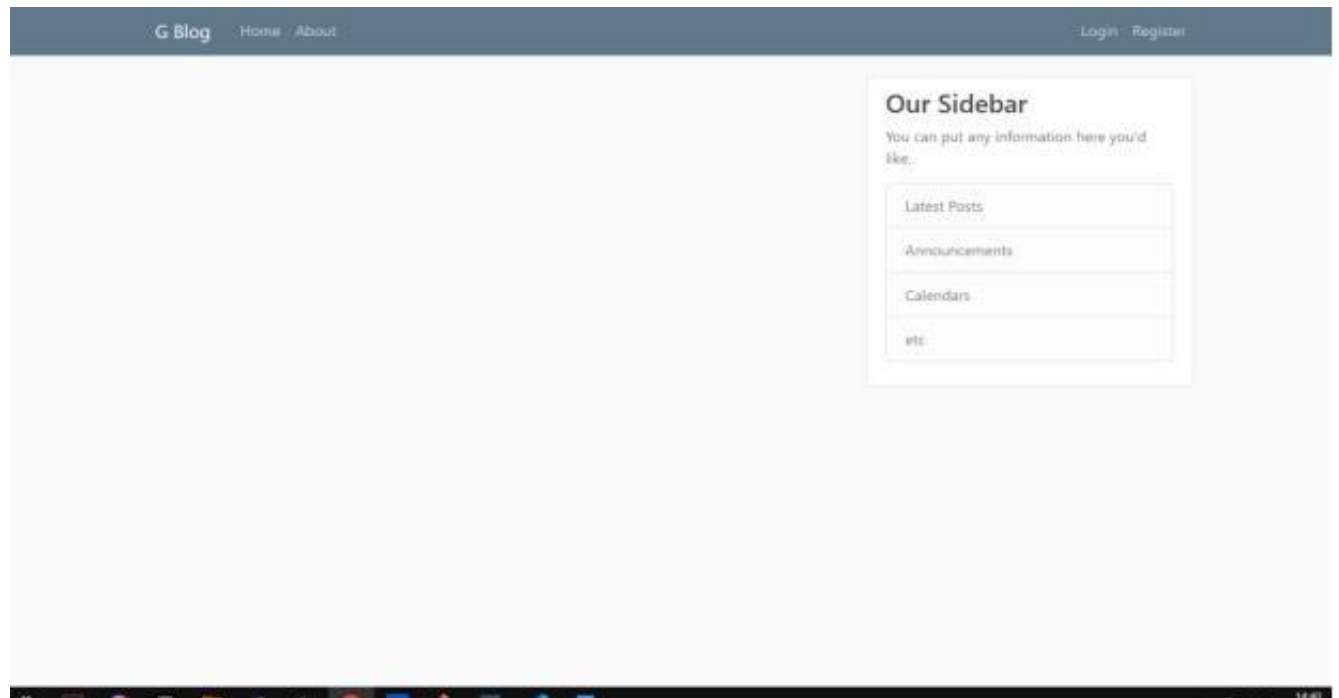 G Blog Home About Login Register
Our Sidebar
You can put any information here you'd
like.
Latest Posts
Announcements
Calendars
etc